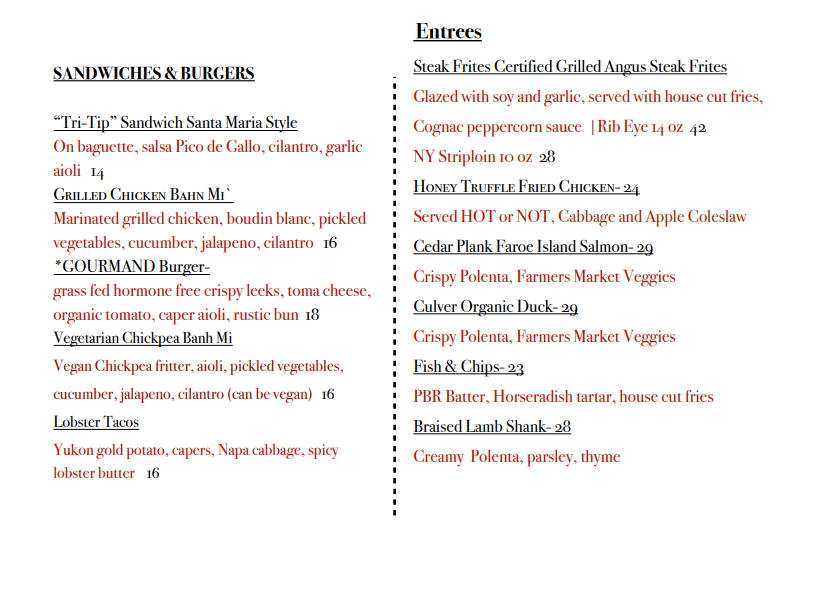 SANDWICHES & BURGERS
“Tri-Tip” Sandwich Santa Maria Style
On baguette, salsa Pico de Gallo, cilantro, garlic
aioli 14
Grilled Chicken Bahn Mi`
Marinated grilled chicken, boudin blanc, pickled
vegetables, cucumber, jalapeno, cilantro 16
*GOURMAND Burger-
grass fed hormone free crispy leeks, toma cheese,
organic tomato, caper aioli, rustic bun 18
Vegetarian Chickpea Banh Mi
Vegan Chickpea fritter, aioli, pickled vegetables,
cucumber, jalapeno, cilantro (can be vegan) 16
Lobster Tacos
Yukon gold potato, capers, Napa cabbage, spicy
lobster butter 16
Entrees
Steak Frites Certified Grilled Angus Steak Frites
Glazed with soy and garlic, served with house cut fries,
Cognac peppercorn sauce | Rib Eye 14 oz 42
NY Striploin 10 oz 28
Honey Truffle Fried Chicken- 24
Served HOT or NOT, Cabbage and Apple Coleslaw
Cedar Plank Faroe Island Salmon- 29
Crispy Polenta, Farmers Market Veggies
Culver Organic Duck- 29
Crispy Polenta, Farmers Market Veggies
Fish & Chips- 23
PBR Batter, Horseradish tartar, house cut fries
Braised Lamb Shank- 28
Creamy Polenta, parsley, thyme